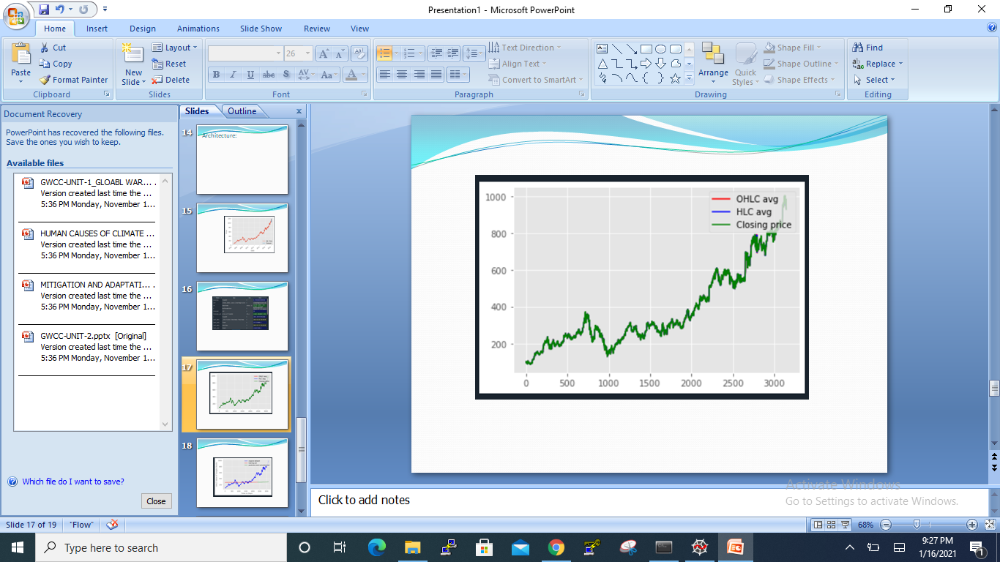 Presentation1 - Microsoft PowerPoint
Home Insert Design Animations Slide Show Review View
Paste
Cut
Copy
Format Painter
Clipboard
New Slide
Layout
Reset
Delete
Slides
26
B I U abc S AV Aa A
Font
Text Direction
Align Text
Convert to SmartArt
Paragraph
Arrange
Quick Styles
Shape Fill
Shape Outline
Shape Effects
Drawing
Find
Replace
Select
Editing
Document Recovery
PowerPoint has recovered the following files.
Save the ones you wish to keep.
Available files
GWCC-UNIT-1_GLOABL WAR... .
Version created last time the ...
5:36 PM Monday, November 1...
HUMAN CAUSES OF CLIMATE ...
Version created last time the ...
5:36 PM Monday, November 1...
MITIGATION AND ADAPTATI... .
Version created last time the ...
5:36 PM Monday, November 1...
GWCC-UNIT-2.pptx [Original]
Version created last time the ...
5:36 PM Monday, November 1...
Which file do I want to save?
Close
Slides Outline x
14
Architecture:
15
16
17
18
OHLC avg
HLC avg
Closing price
1000
800
600
400
200
0 500 1000 1500 2000 2500 3000
Click to add notes
Activate Windows
Go to Settings to activate Windows.
Slide 17 of 19 "Flow" 68%
Type here to search
9:27 PM
1/16/2021
1